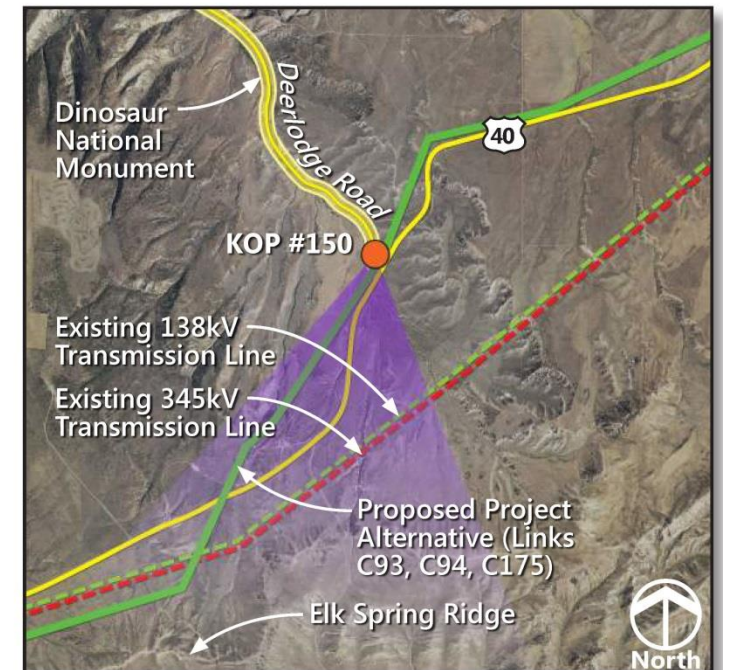 Dinosaur
National
Monument
Deerlodge Road
40
KOP #150
Existing 138kV
Transmission Line
Existing 345kV
Transmission Line
Proposed Project
Alternative (Links
C93, C94, C175)
Elk Spring Ridge
North